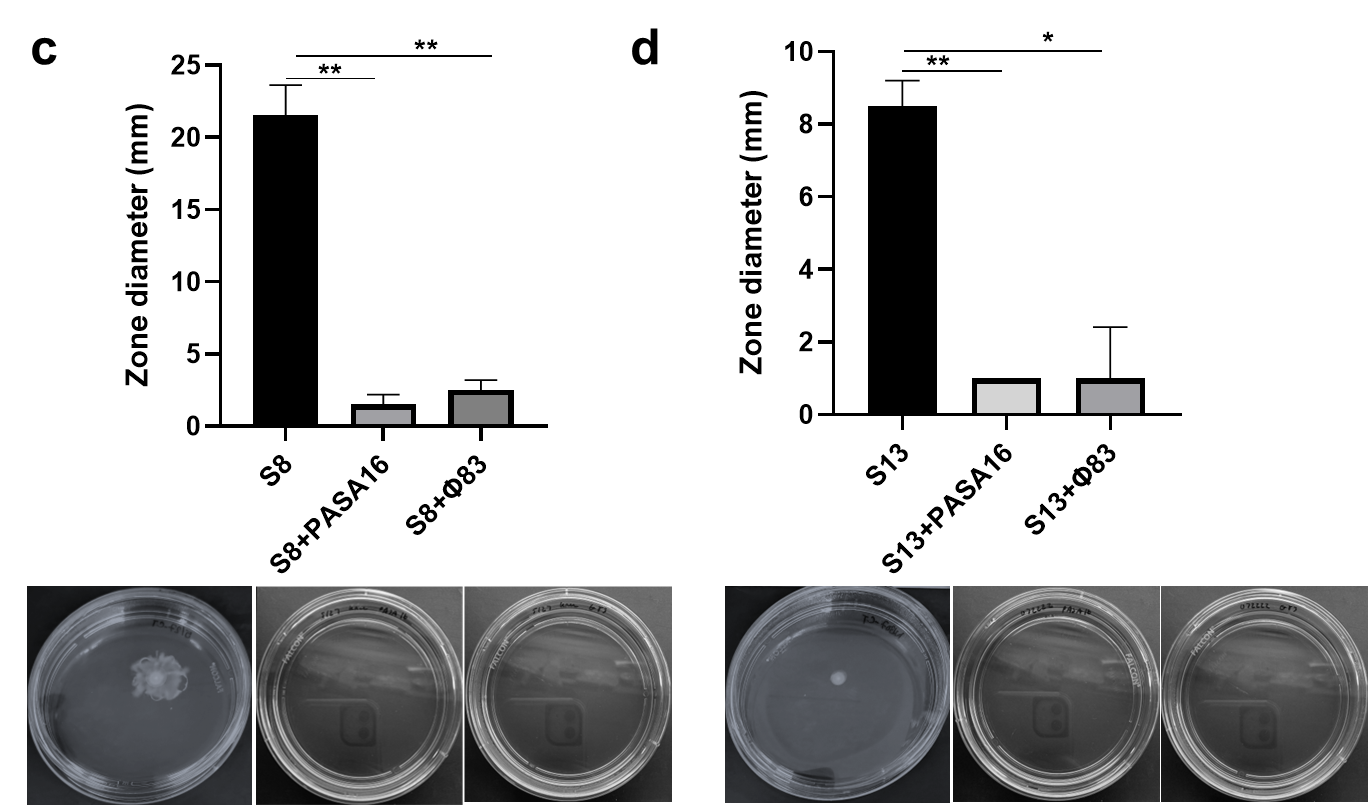 c
**
**
25
20
15
10
5
0
Zone diameter (mm)
S8
S8+PASA16
S8+Φ83
d
*
**
10
8
6
4
2
0
Zone diameter (mm)
S13
S13+PASA16
S13+Φ83
FALCON
FALCON
FALCON
FALCON